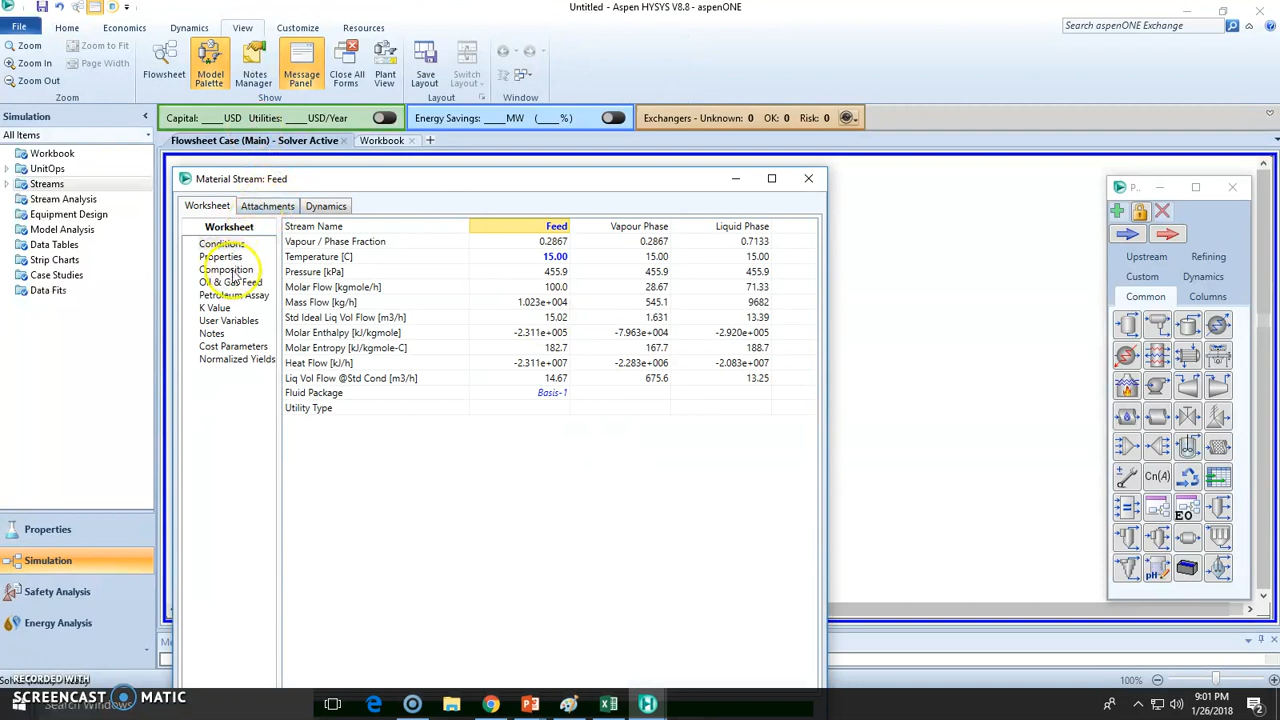 Untitled - Aspen HYSYS V8.8 - aspenONE
File
Home
Economics
Dynamics
View
Customize
Resources
Search aspenONE Exchange
Zoom
Zoom to Fit
Zoom In
Page Width
Zoom Out
Zoom
Flowsheet
Model Palette
Notes Manager
Message Panel
Close All Forms
Plant View
Show
Save Layout
Switch Layout
Layout
Window
Simulation
All Items
Workbook
UnitOps
Streams
Stream Analysis
Equipment Design
Model Analysis
Data Tables
Strip Charts
Case Studies
Data Fits
Properties
Simulation
Safety Analysis
Energy Analysis
Capital: ____USD Utilities: ____USD/Year
Energy Savings: ____MW (____%)
Exchangers - Unknown: 0 OK: 0 Risk: 0
Flowsheet Case (Main) - Solver Active
Workbook
Material Stream: Feed
Worksheet
Attachments
Dynamics
Worksheet
Conditions
Properties
Composition
Oil & Gas Feed
Petroleum Assay
K Value
User Variables
Notes
Cost Parameters
Normalized Yields
Stream Name Feed Vapour Phase Liquid Phase
Vapour / Phase Fraction 0.2867 0.2867 0.7133
Temperature [C] 15.00 15.00 15.00
Pressure [kPa] 455.9 455.9 455.9
Molar Flow [kgmole/h] 100.0 28.67 71.33
Mass Flow [kg/h] 1.023e+004 545.1 9682
Std Ideal Liq Vol Flow [m3/h] 15.02 1.631 13.39
Molar Enthalpy [kJ/kgmole] -2.311e+005 -7.963e+004 -2.920e+005
Molar Entropy [kJ/kgmole-C] 182.7 167.7 188.7
Heat Flow [kJ/h] -2.311e+007 -2.283e+006 -2.083e+007
Liq Vol Flow @Std Cond [m3/h] 14.67 675.6 13.25
Fluid Package Basis-1
Utility Type
P..
Upstream
Refining
Custom
Dynamics
Common
Columns
Cn(A)
EO
pH
100%
RECORDED WITH
SCREENCAST MATIC
Search Windows
9:01 PM
1/26/2018